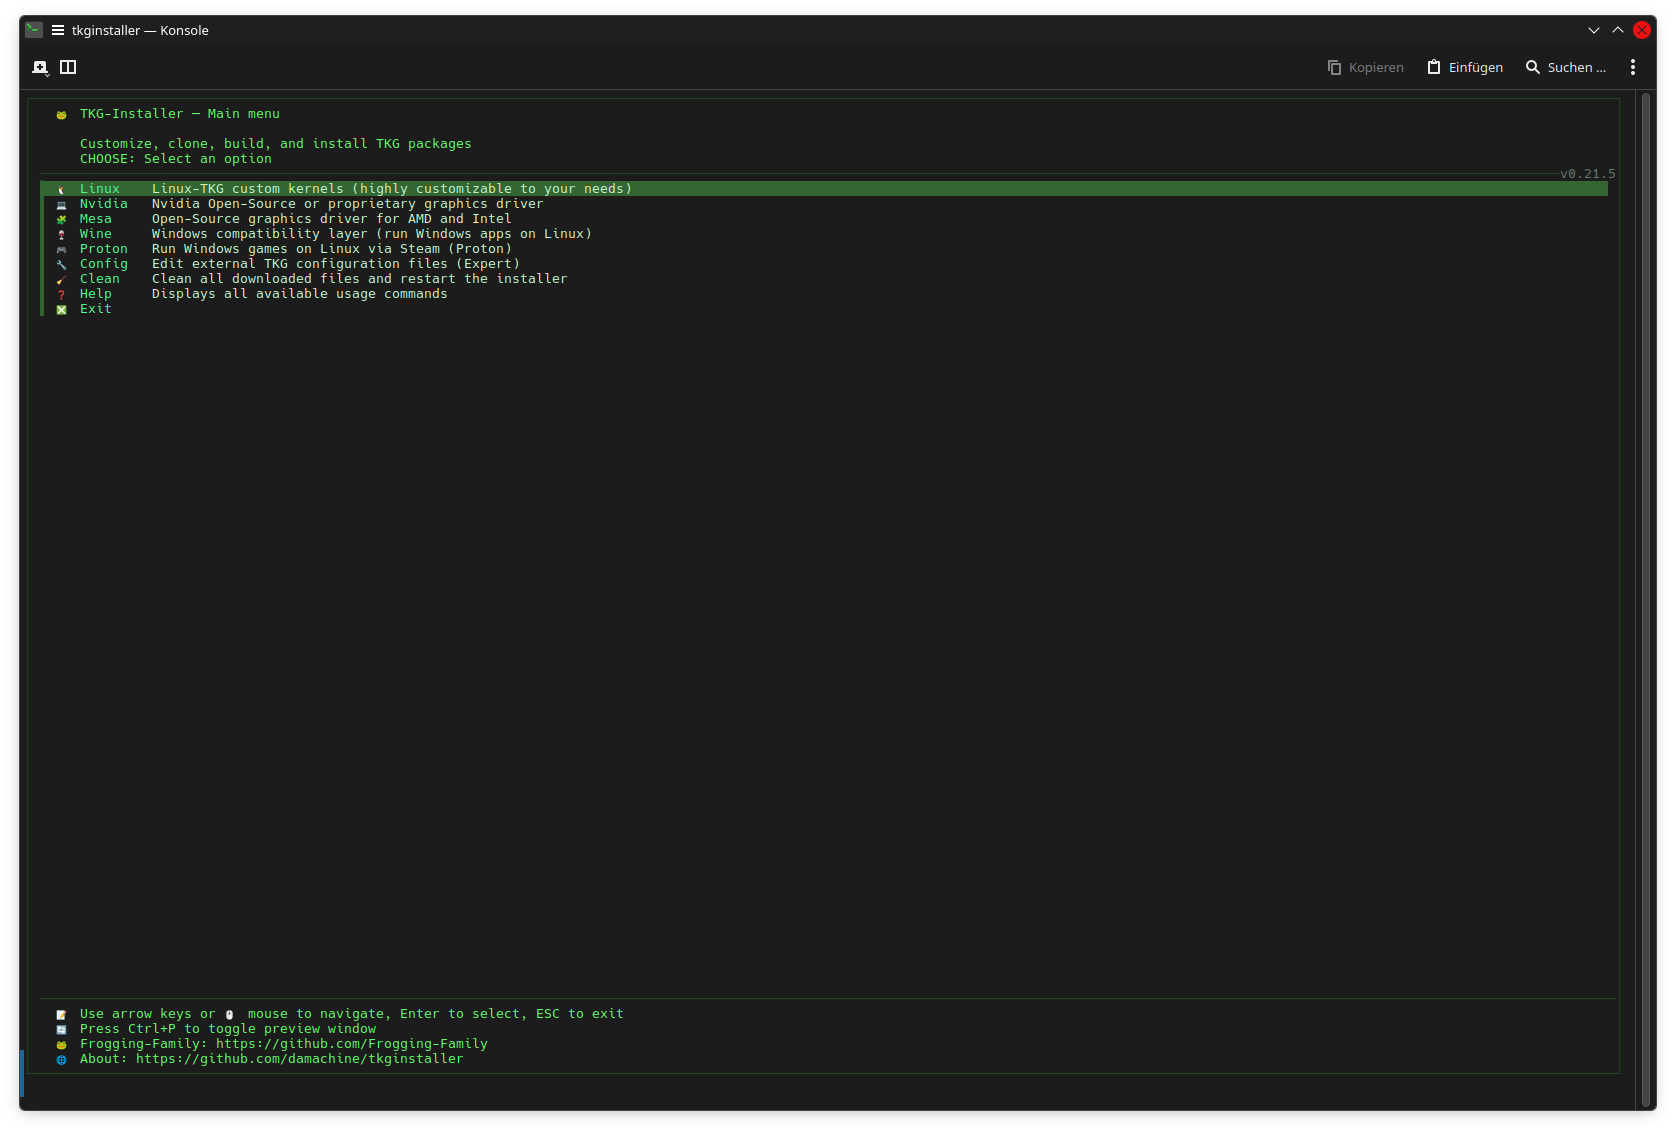 tkginstaller — Konsole
Kopieren Einfügen Suchen ...
TKG-Installer — Main menu
Customize, clone, build, and install TKG packages
CHOOSE: Select an option
v0.21.5
Linux Linux-TKG custom kernels (highly customizable to your needs)
Nvidia Nvidia Open-Source or proprietary graphics driver
Mesa Open-Source graphics driver for AMD and Intel
Wine Windows compatibility layer (run Windows apps on Linux)
Proton Run Windows games on Linux via Steam (Proton)
Config Edit external TKG configuration files (Expert)
Clean Clean all downloaded files and restart the installer
Help Displays all available usage commands
Exit
Use arrow keys or mouse to navigate, Enter to select, ESC to exit
Press Ctrl+P to toggle preview window
Frogging-Family: https://github.com/Frogging-Family
About: https://github.com/damachine/tkginstaller